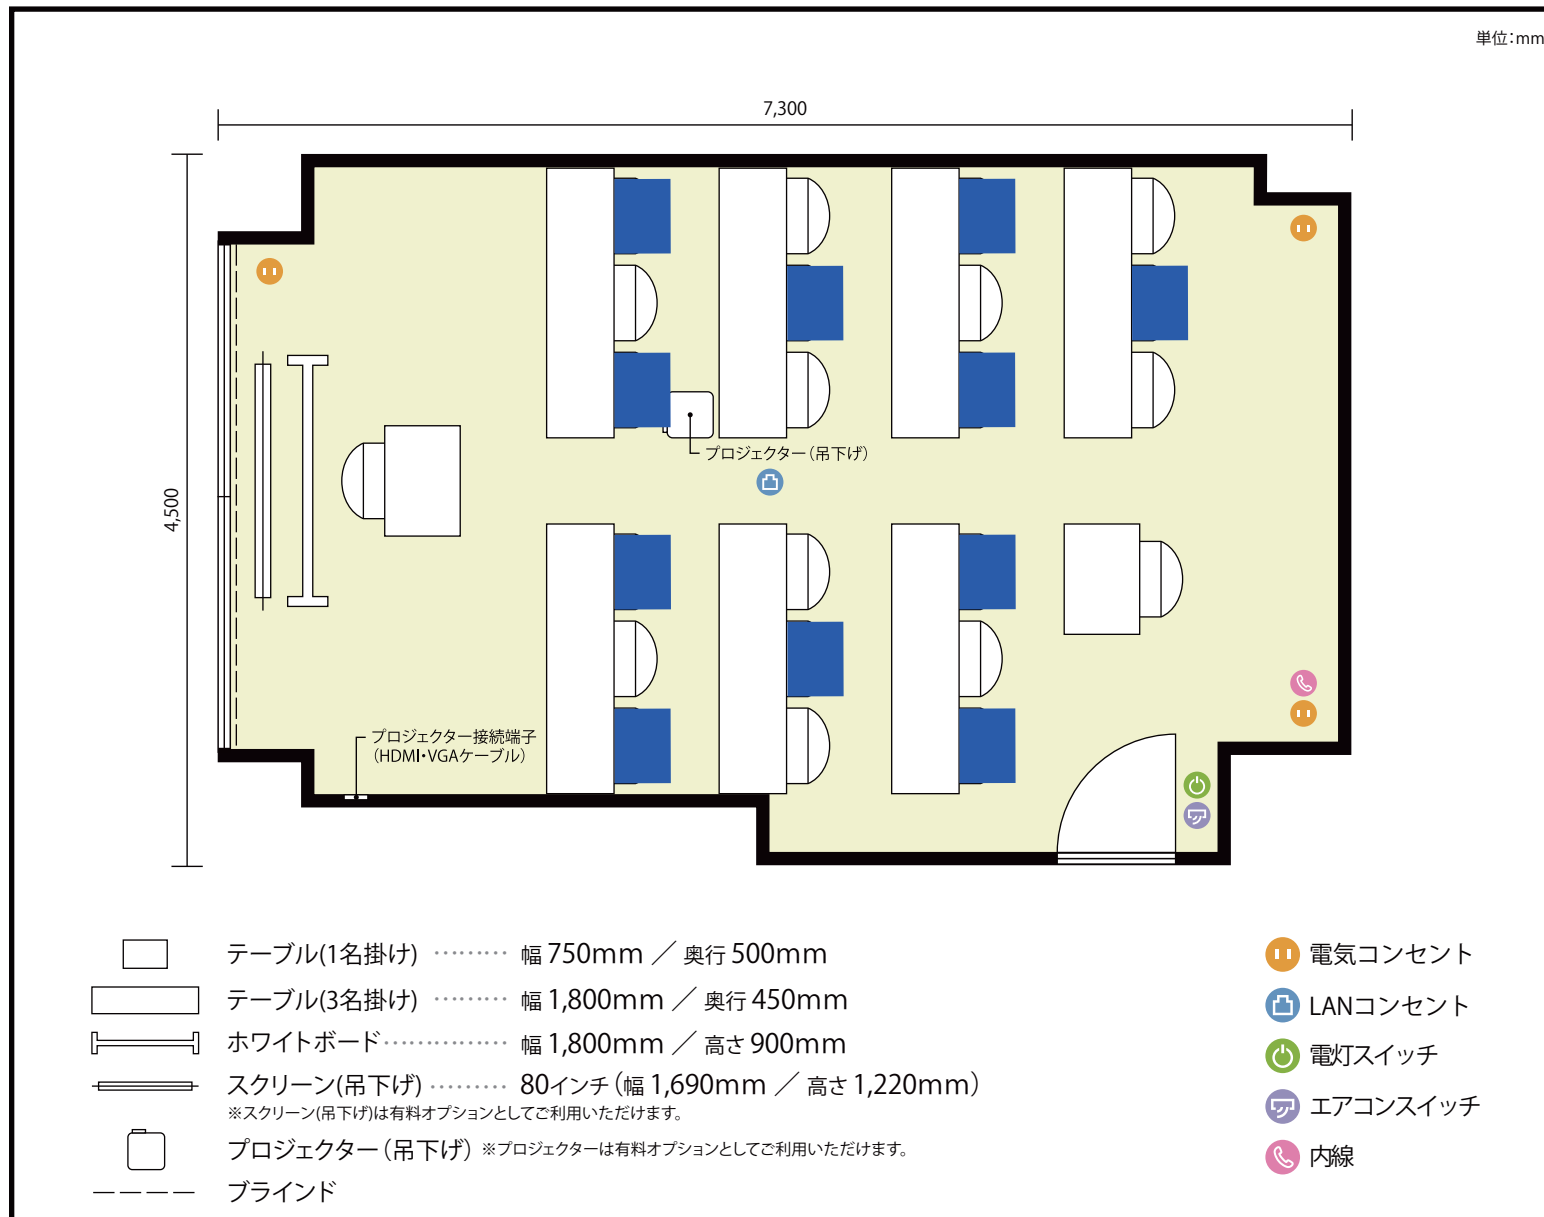 単位：mm
7,300
4,500
プロジェクター（吊下げ）
プロジェクター接続端子
（HDMI・VGAケーブル）
テーブル(1名掛け) ……… 幅 750mm ／ 奥行 500mm
テーブル(3名掛け) ……… 幅 1,800mm ／ 奥行 450mm
ホワイトボード…………… 幅 1,800mm ／ 高さ 900mm
スクリーン(吊下げ) ……… 80インチ（幅 1,690mm ／ 高さ 1,220mm）
※スクリーン(吊下げ)は有料オプションとしてご利用いただけます。
プロジェクター（吊下げ） ※プロジェクターは有料オプションとしてご利用いただけます。
ブラインド
電気コンセント
LANコンセント
電灯スイッチ
エアコンスイッチ
内線